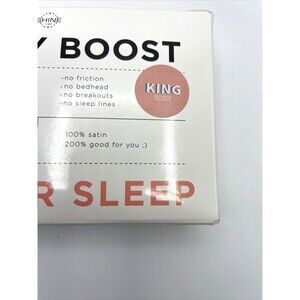 SHINE
Y BOOST
-no friction
-no bedhead
-no breakouts
-no sleep lines
KING
100% satin
200% good for you ;)
R SLEEP